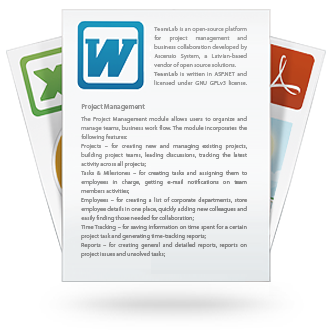 W
TeamLab is an open-source platform
for project management and
business collaboration developed by
Ascensio System, a Latvian-based
vendor of open source solutions.
TeamLab is written in ASP.NET and
licensed under GNU GPLv3 license.
Project Management
The Project Management module allows users to organize and
manage teams, business work flow. The module incorporates the
following features:
Projects – for creating new and managing existing projects,
building project teams, leading discussions, tracking the latest
activity across all projects;
Tasks & Milestones – for creating tasks and assigning them to
employees in charge, getting e-mail notifications on team
members activities;
Employees – for creating a list of corporate departments, store
employee details in one place, quickly adding new colleagues and
easily finding those needed for collaboration;
Time Tracking – for saving information on time spent for a certain
project task and generating time-tracking reports;
Reports – for creating general and detailed reports, reports on
project issues and unsolved tasks;